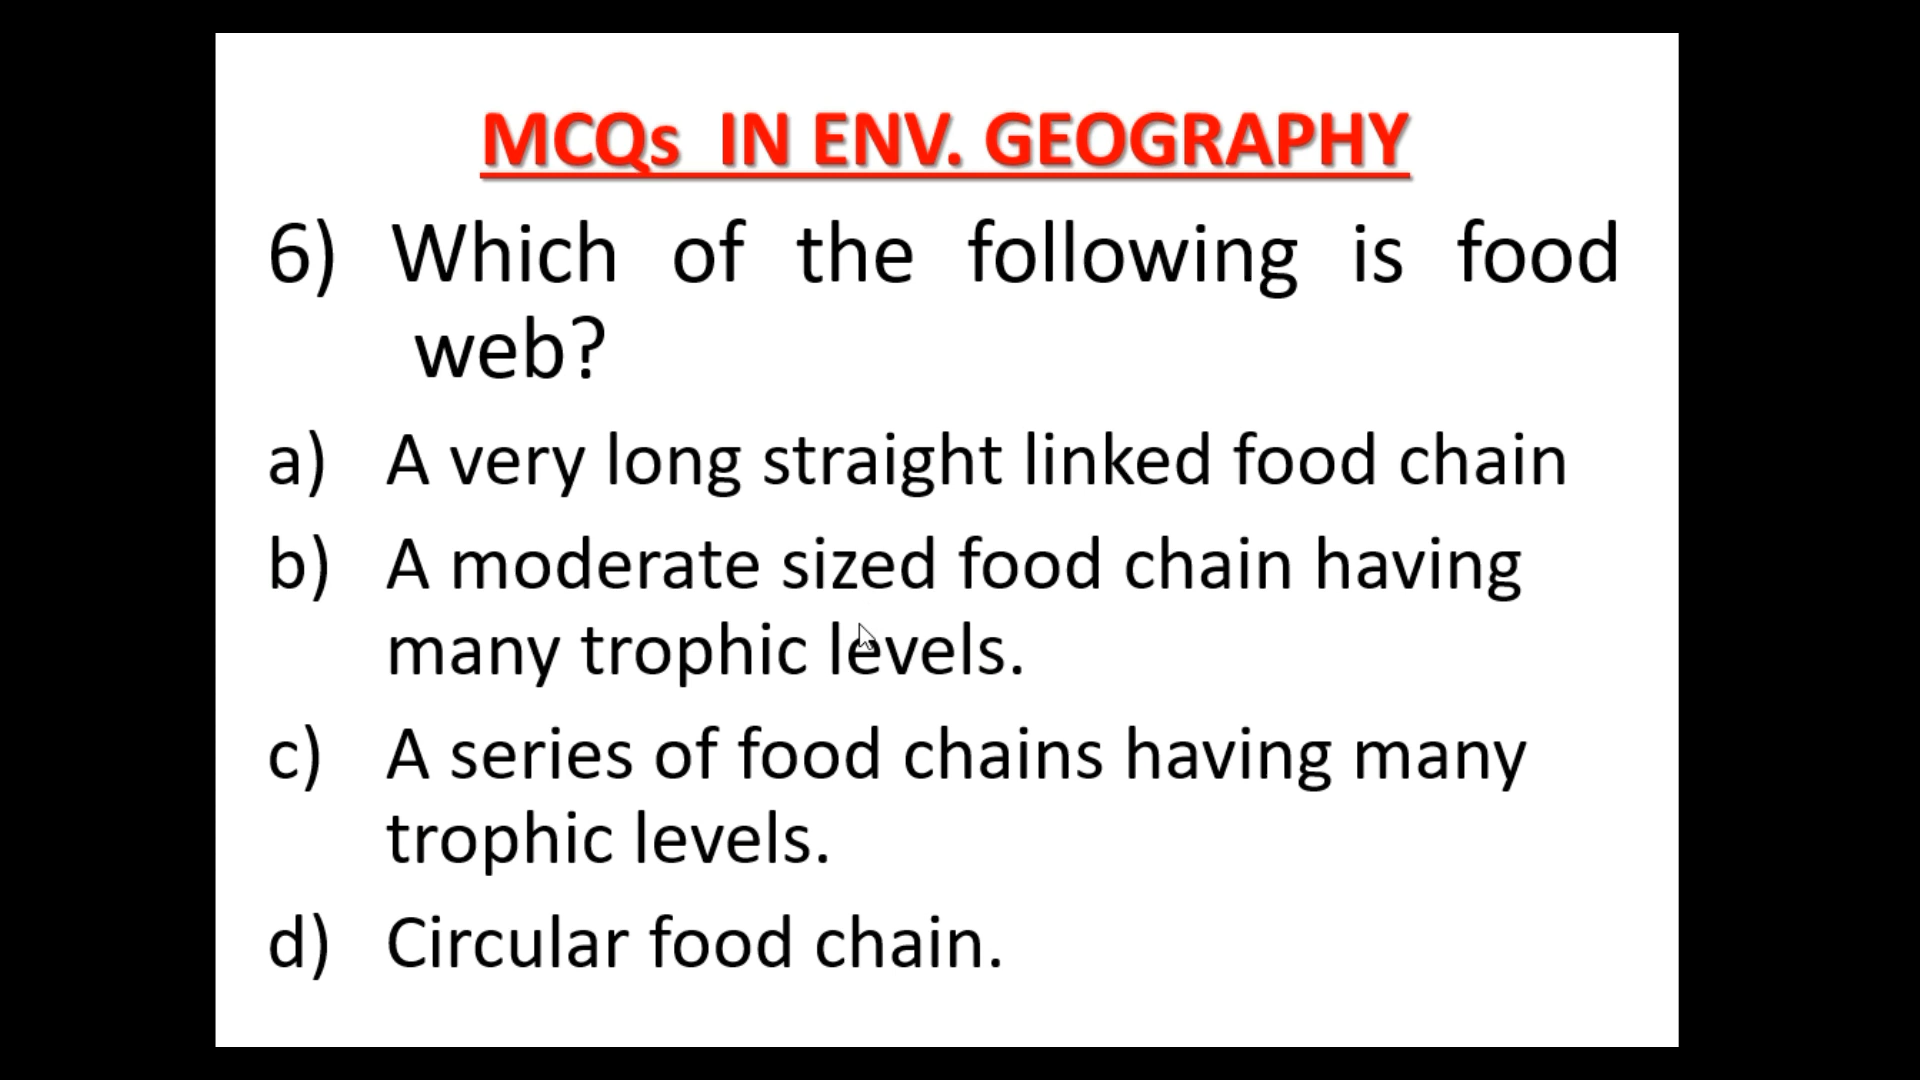 MCQs IN ENV. GEOGRAPHY
6) Which of the following is food
web?
a) A very long straight linked food chain
b) A moderate sized food chain having
many trophic levels.
c) A series of food chains having many
trophic levels.
d) Circular food chain.